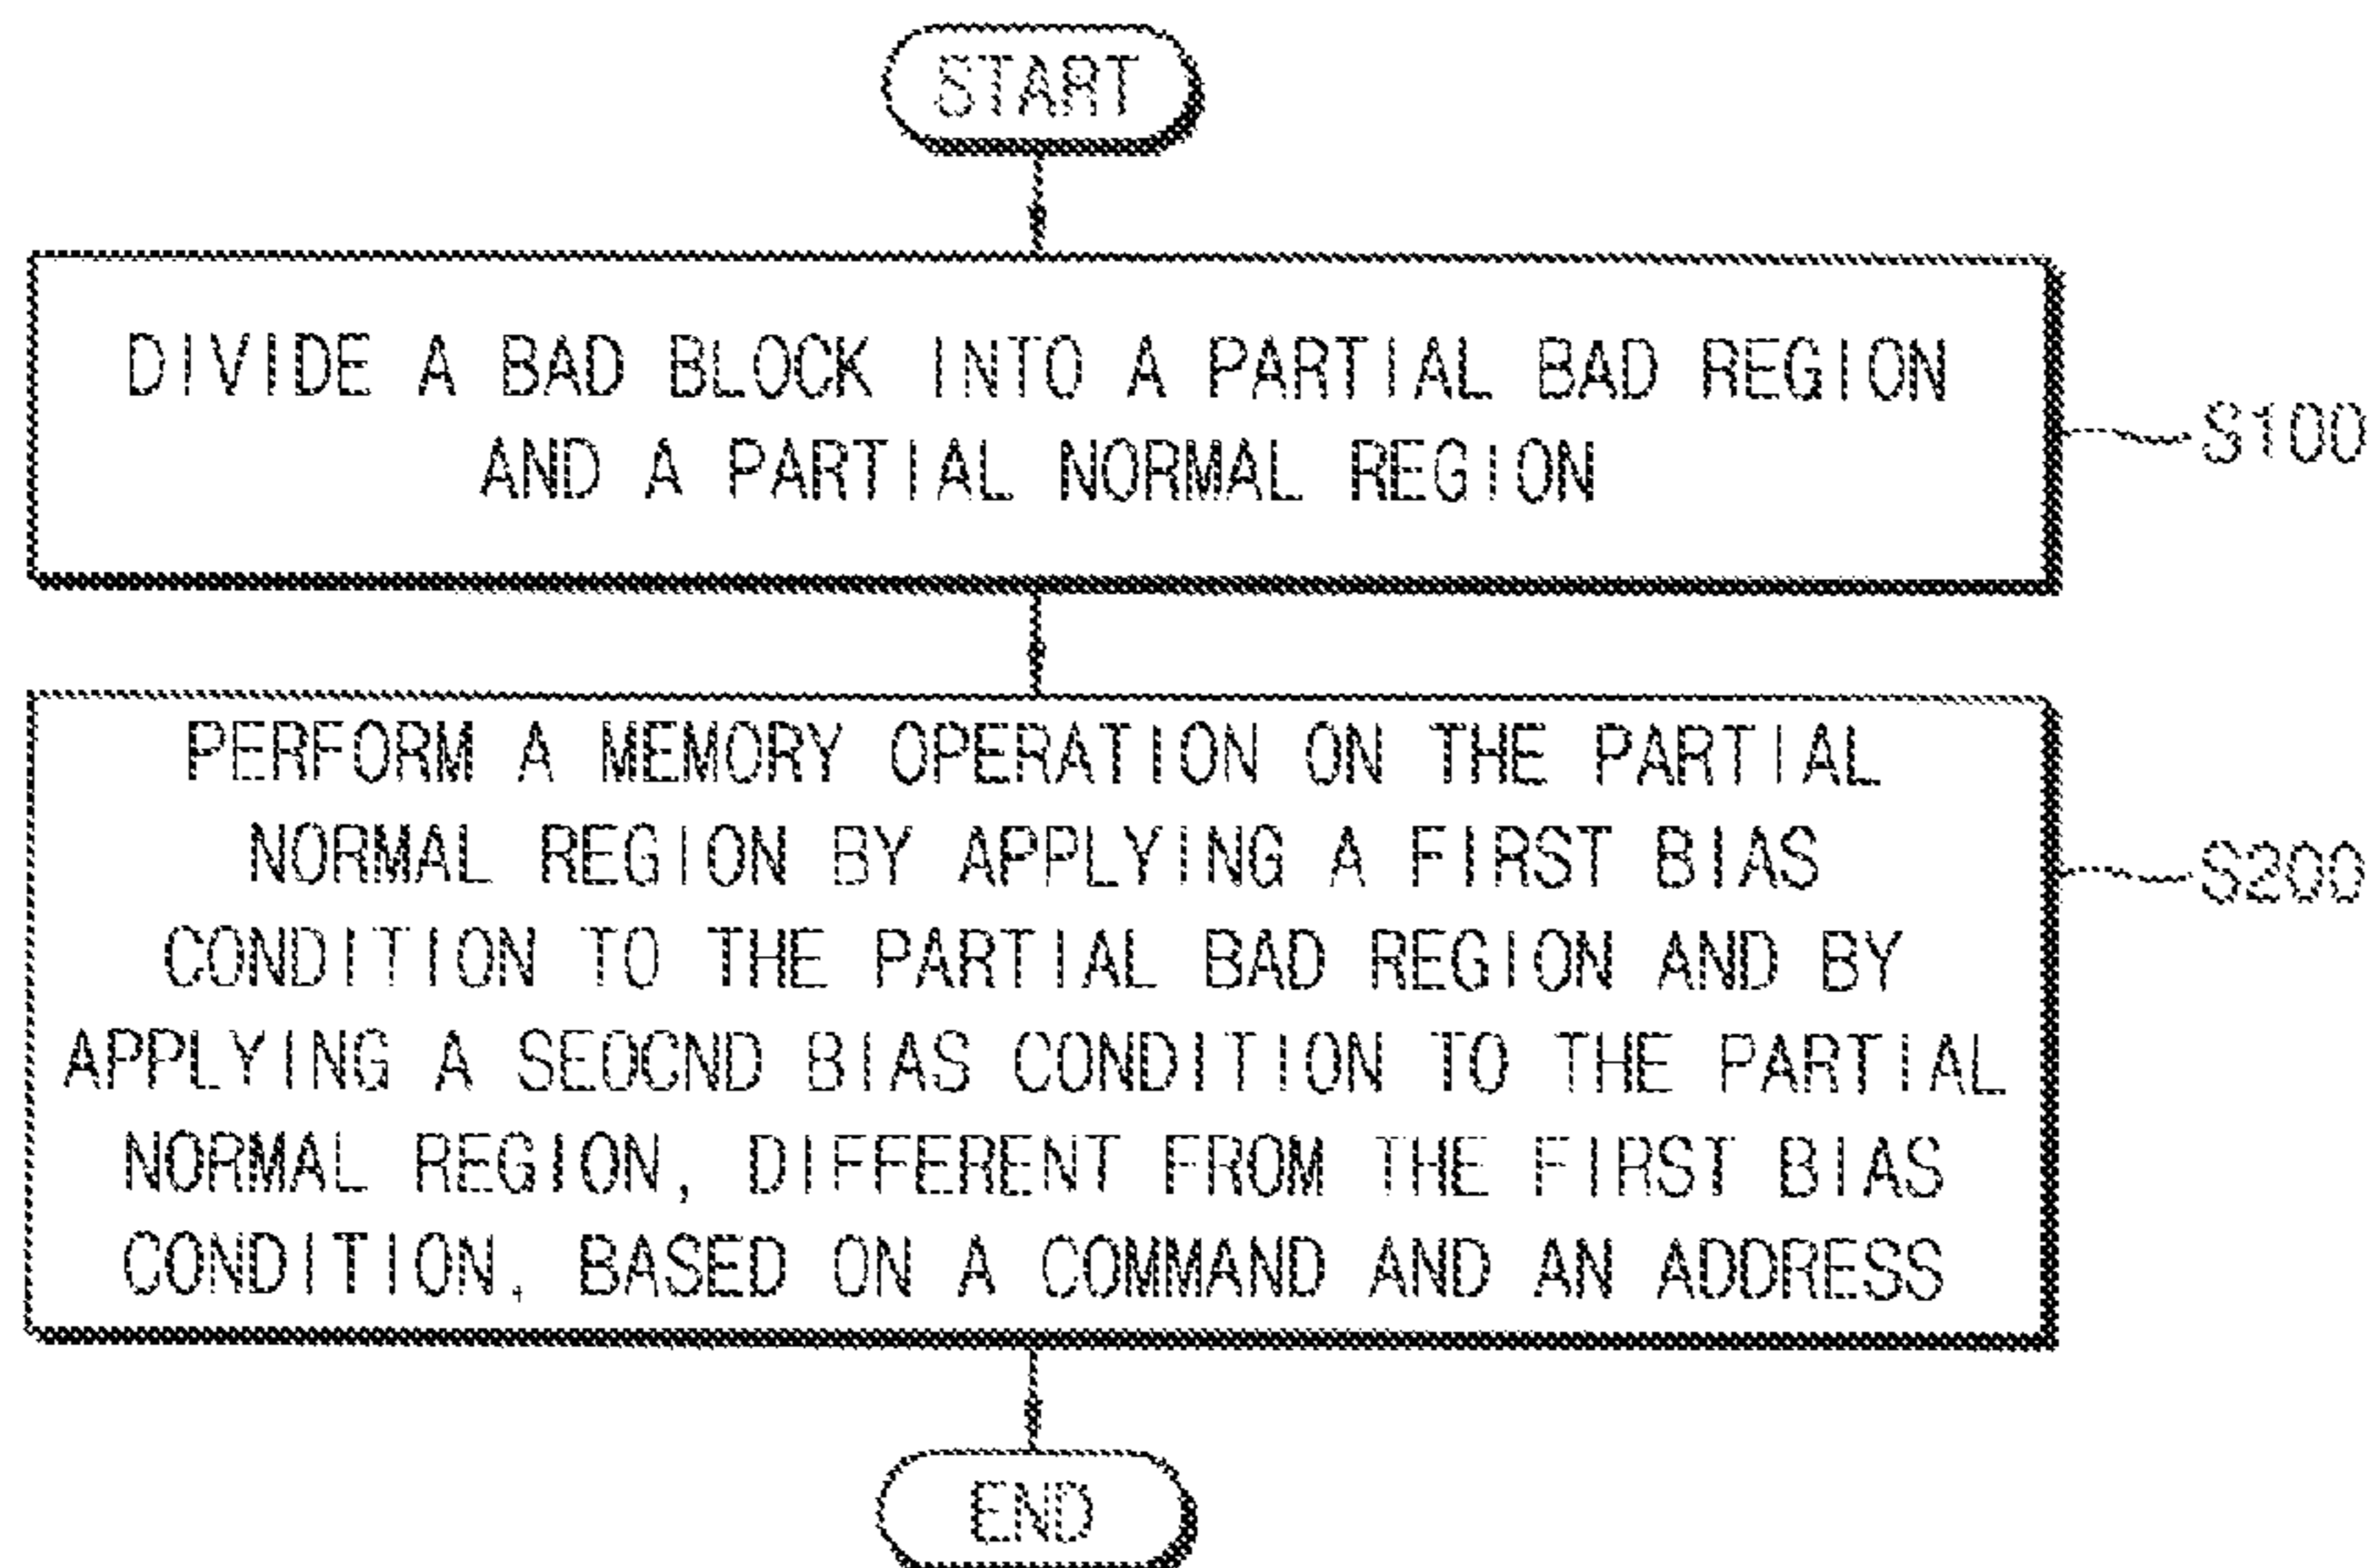 START
DIVIDE A BAD BLOCK INTO A PARTIAL BAD REGION
AND A PARTIAL NORMAL REGION
S100
PERFORM A MEMORY OPERATION ON THE PARTIAL
NORMAL REGION BY APPLYING A FIRST BIAS
CONDITION TO THE PARTIAL BAD REGION AND BY
APPLYING A SEOCND BIAS CONDITION TO THE PARTIAL
NORMAL REGION, DIFFERENT FROM THE FIRST BIAS
CONDITION, BASED ON A COMMAND AND AN ADDRESS
S200
END